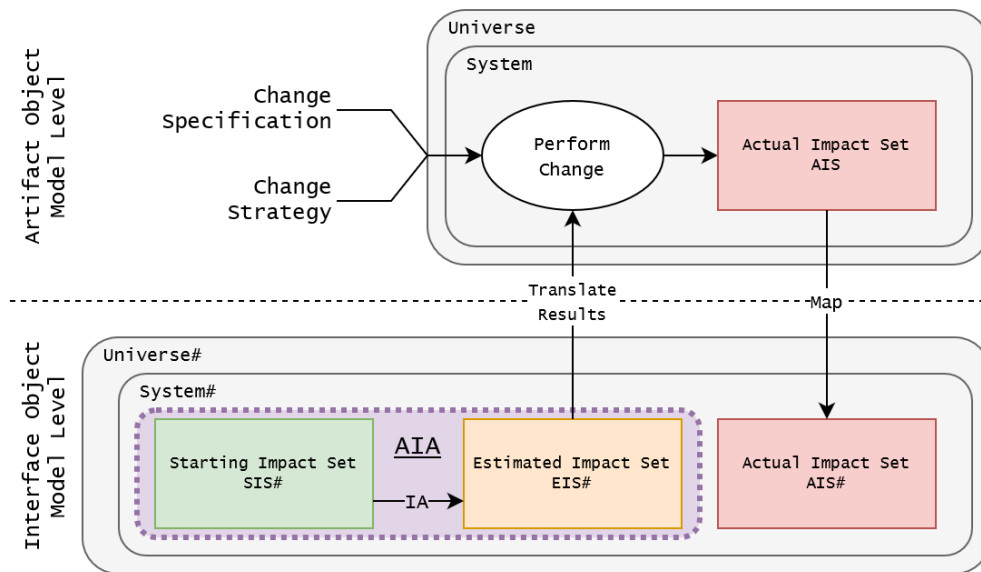 Artifact Object
Model Level
Universe
System
Change
Specification
Change
Strategy
Perform
Change
Actual Impact Set
AIS
Translate
Results
Map
Interface Object
Model Level
Universe#
System#
Starting Impact Set
SIS#
AIA
IA
Estimated Impact Set
EIS#
Actual Impact Set
AIS#